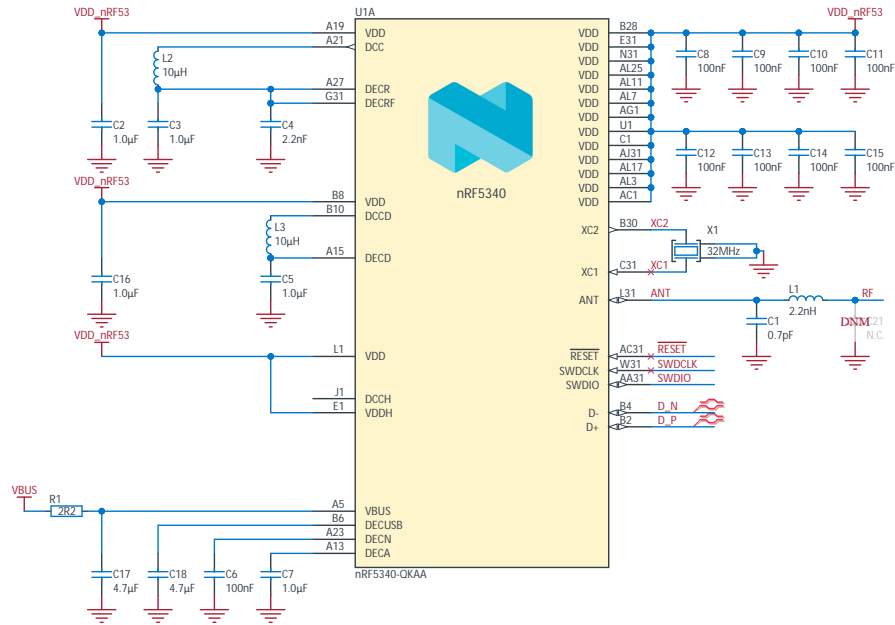 U1A
VDD_nRF53
A19 VDD
A21 DCC
L2
10µH
A27 DECR
G31 DECRF
C2
1.0µF
C3
1.0µF
C4
2.2nF
VDD_nRF53
B8 VDD
B10 DCCD
L3
10µH
A15 DECD
C16
1.0µF
C5
1.0µF
VDD_nRF53
L1 VDD
J1 DCCH
E1 VDDH
VBUS
R1
2R2
A5 VBUS
B6 DECUSB
A23 DECN
A13 DECA
C17
4.7µF
C18
4.7µF
C6
100nF
C7
1.0µF
nRF5340
nRF5340-QKAA
VDD_nRF53
VDD B28
VDD E31
VDD N31
VDD AL25
VDD AL11
VDD AL7
VDD AG1
VDD U1
VDD C1
VDD AJ31
VDD AL17
VDD AL3
VDD AC1
C8
100nF
C9
100nF
C10
100nF
C11
100nF
C12
100nF
C13
100nF
C14
100nF
C15
100nF
XC2 B30 XC2
XC1 C31 XC1
X1
32MHz
ANT L31 ANT
L1
2.2nH
RF
C1
0.7pF
DNM
C21
N.C.
RESET AC31 RESET
SWDCLK W31 SWDCLK
SWDIO AA31 SWDIO
D- B4 D_N
D+ B2 D_P